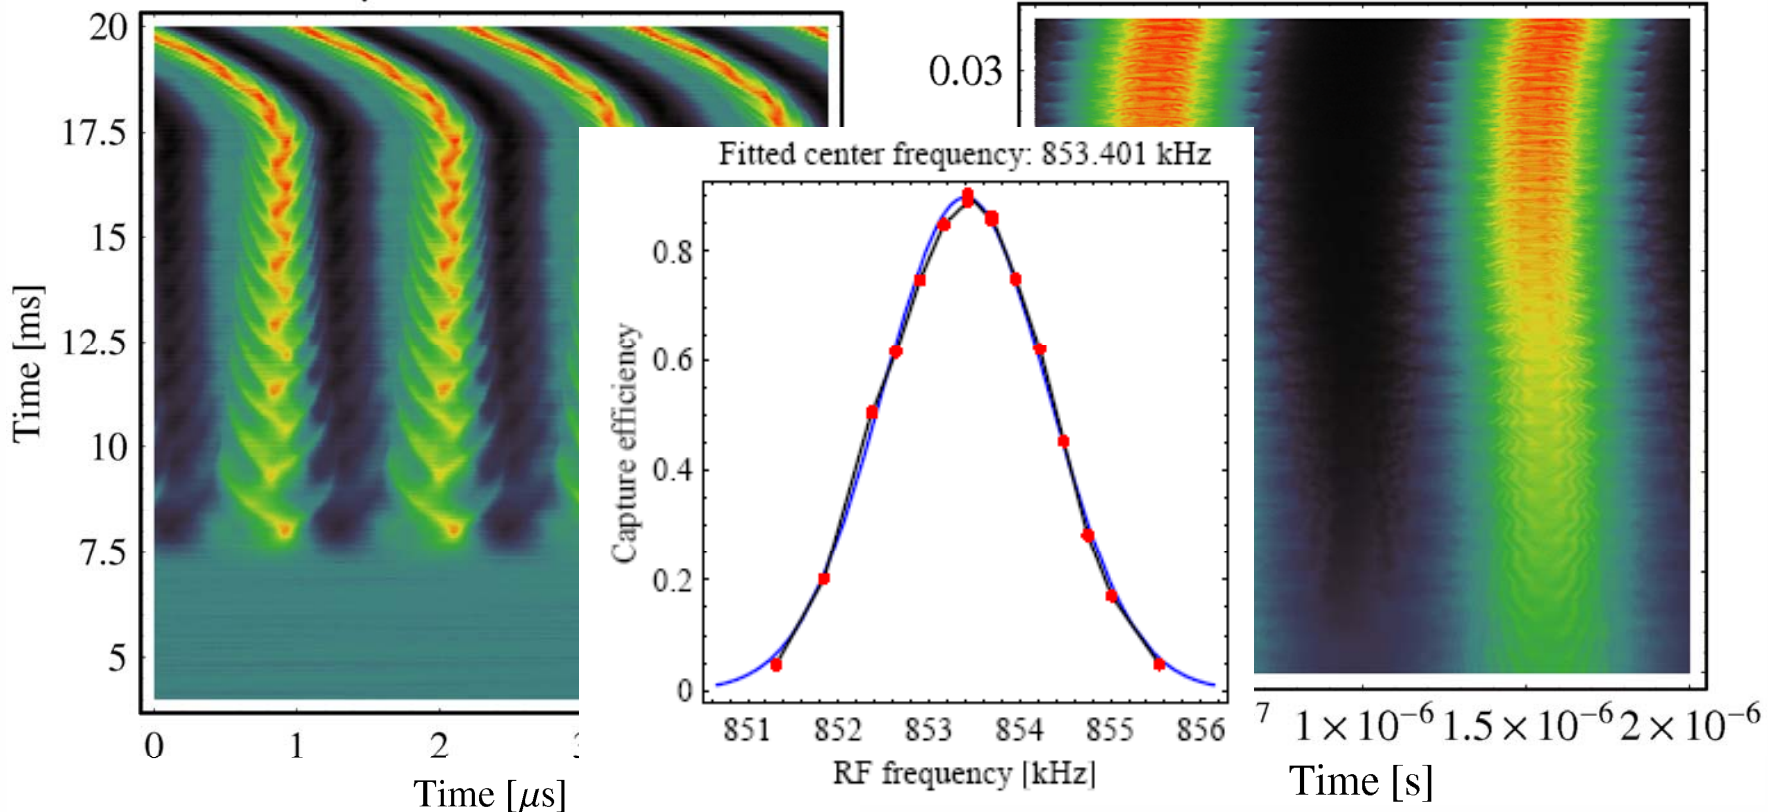 20
17.5
15
12.5
10
7.5
5
Time [ms]
0
1
2
Time [μs]
Fitted center frequency: 853.401 kHz
0.8
0.6
0.4
0.2
0
Capture efficiency
851 852 853 854 855 856
RF frequency [kHz]
0.03
7 1×10⁻⁶ 1.5×10⁻⁶ 2×10⁻⁶
Time [s]